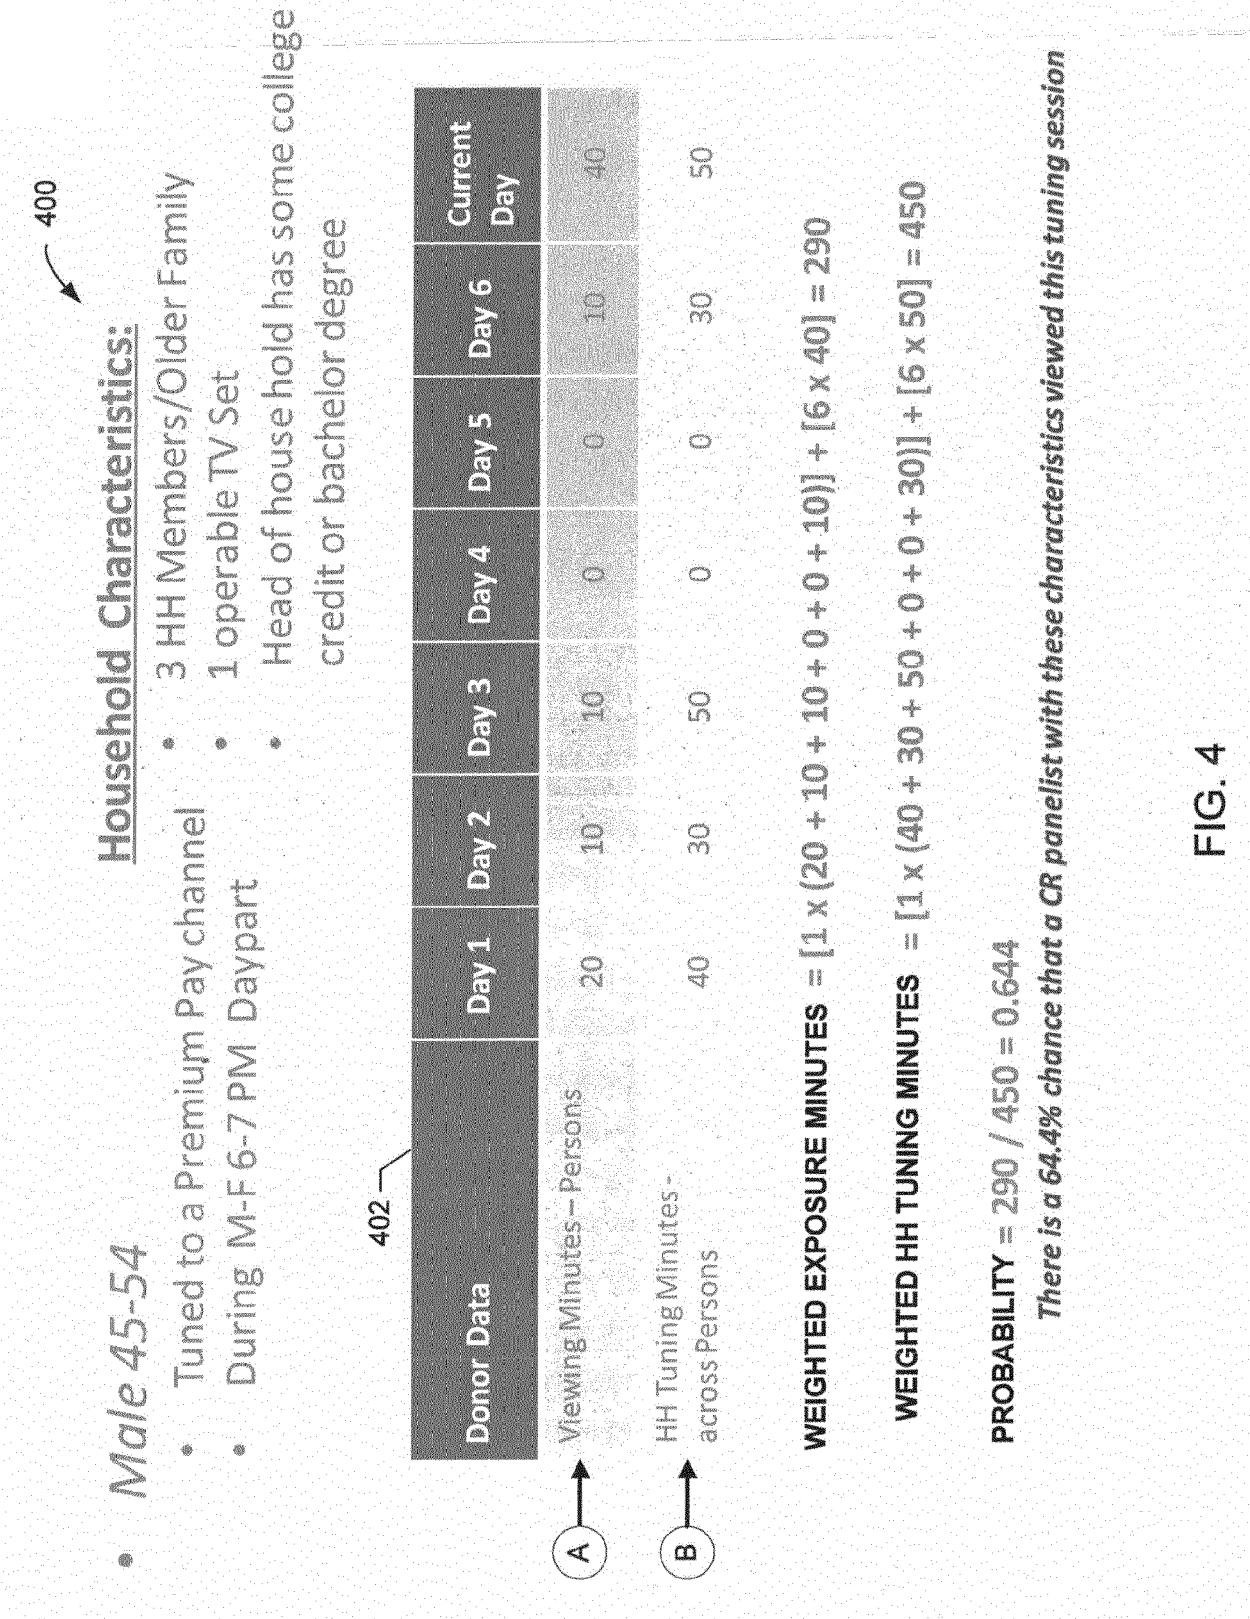 400
• Male 45-54
• Tuned to a Premium Pay channel
• During M-F 6-7 PM Daypart
Household Characteristics:
• 3 HH Members/Older Family
• 1 operable TV Set
• Head of household has some college
credit or bachelor degree
402
Donor Data Day 1 Day 2 Day 3 Day 4 Day 5 Day 6 Current Day
A Viewing Minutes – Persons 20 10 10 0 0 10 40
B HH Tuning Minutes - 40 30 50 0 0 30 50
across Persons
WEIGHTED EXPOSURE MINUTES = [1 x (20 + 10 + 10 + 0 + 0 + 10)] + [6 x 40] = 290
WEIGHTED HH TUNING MINUTES = [1 x (40 + 30 + 50 + 0 + 0 + 30)] + [6 x 50] = 450
PROBABILITY = 290 / 450 = 0.644
There is a 64.4% chance that a CR panelist with these characteristics viewed this tuning session
FIG. 4